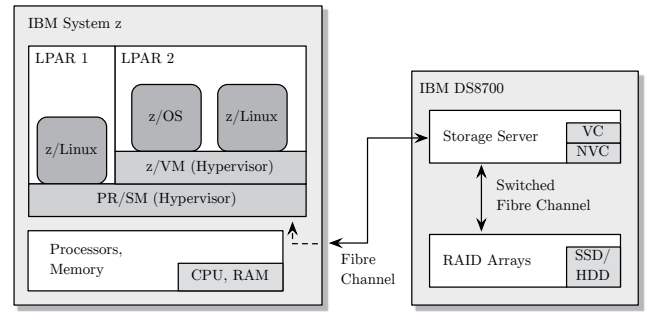 IBM System z
LPAR 1
LPAR 2
z/OS
z/Linux
z/Linux
z/VM (Hypervisor)
PR/SM (Hypervisor)
Processors,
Memory
CPU, RAM
Fibre
Channel
IBM DS8700
Storage Server
VC
NVC
Switched
Fibre Channel
RAID Arrays
SSD/
HDD